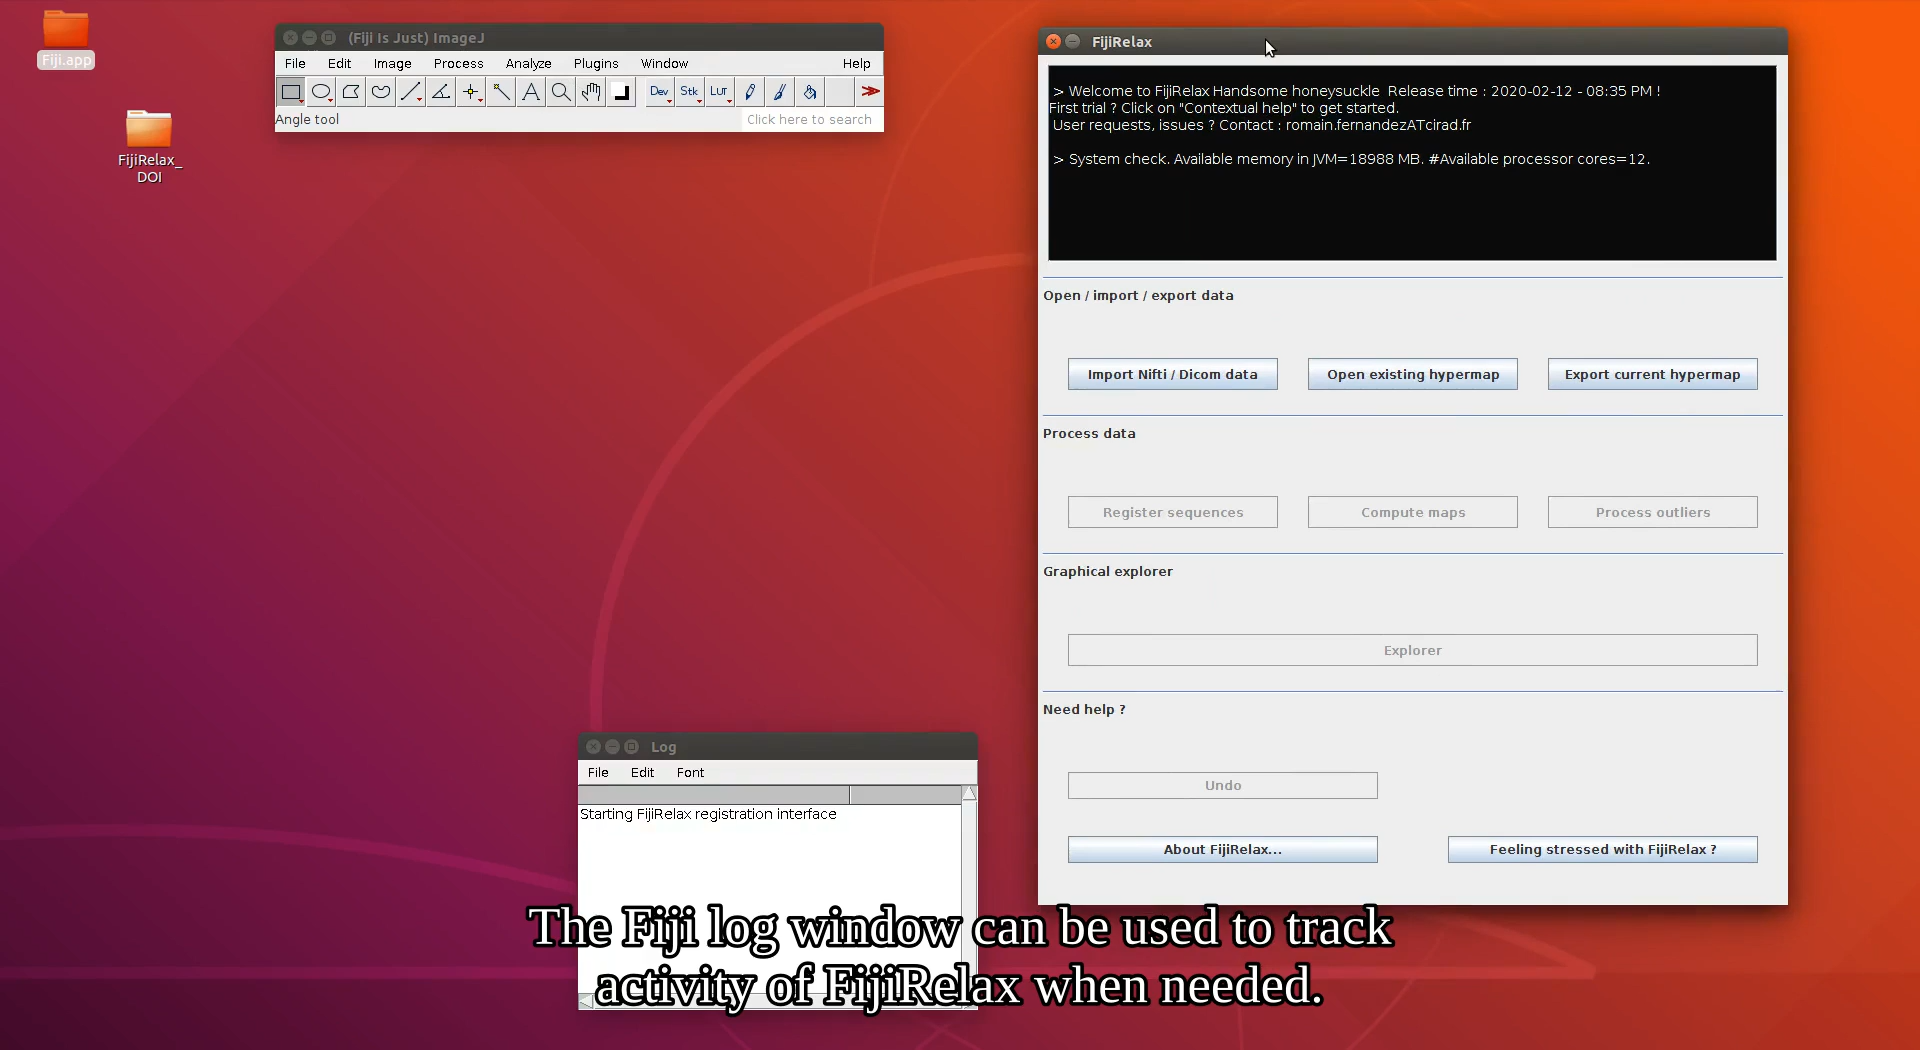 Fiji.app
FijiRelax_
DOI
(Fiji Is Just) ImageJ
File Edit Image Process Analyze Plugins Window Help
Dev Stk LUT
Angle tool
Click here to search
FijiRelax
> Welcome to FijiRelax Handsome honeysuckle  Release time : 2020-02-12 - 08:35 PM !
First trial ? Click on "Contextual help" to get started.
User requests, issues ? Contact : romain.fernandezATcirad.fr
> System check. Available memory in JVM=18988 MB. #Available processor cores=12.
Open / import / export data
Import Nifti / Dicom data
Open existing hypermap
Export current hypermap
Process data
Register sequences
Compute maps
Process outliers
Graphical explorer
Explorer
Need help ?
Undo
About FijiRelax...
Feeling stressed with FijiRelax ?
Log
File Edit Font
Starting FijiRelax registration interface
The Fiji log window can be used to track
activity of FijiRelax when needed.